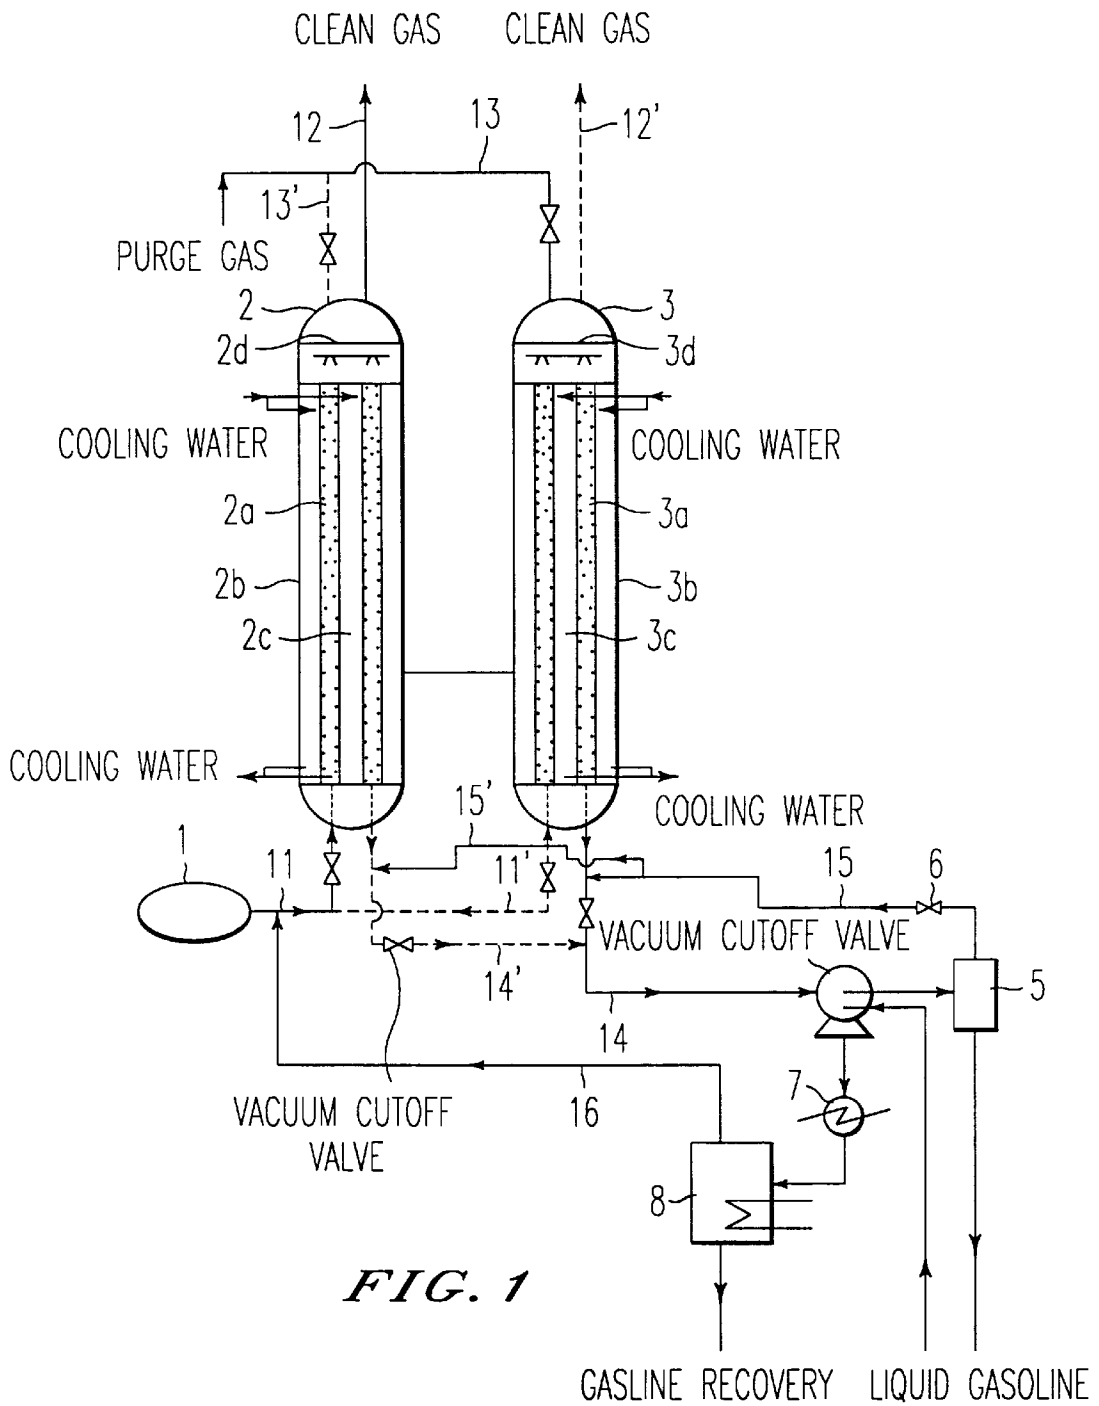 CLEAN GAS CLEAN GAS
12 13 12'
13'
PURGE GAS
2 3
2d 3d
COOLING WATER COOLING WATER
2a 3a
2b 3b
2c 3c
COOLING WATER
COOLING WATER
15'
1 11 11' 15 6
VACUUM CUTOFF VALVE
14' 14 5
7
16
VACUUM CUTOFF
VALVE
8
FIG. 1
GASLINE RECOVERY LIQUID GASOLINE